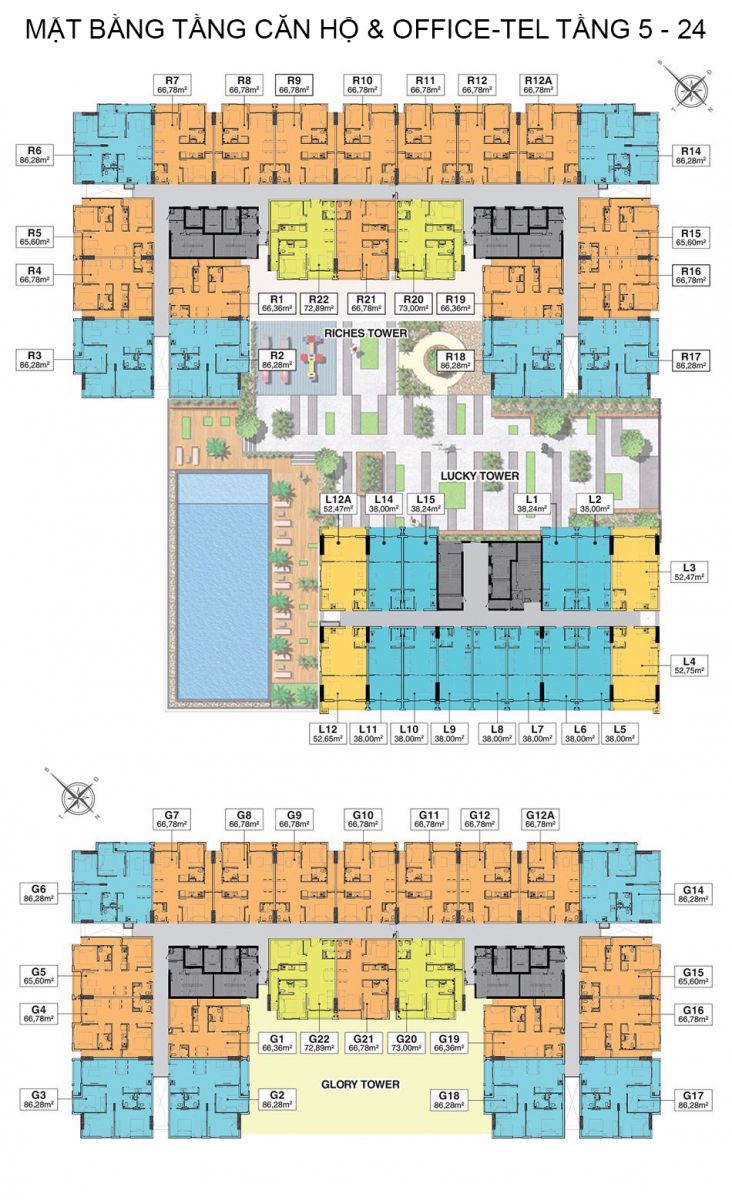 MẶT BẰNG TẦNG CĂN HỘ & OFFICE-TEL TẦNG 5 - 24
R7
66,78m²
R8
66,78m²
R9
66,78m²
R10
66,78m²
R11
66,78m²
R12
66,78m²
R12A
66,78m²
B
Đ
T
N
R6
86,28m²
R14
86,28m²
R5
65,60m²
R4
66,78m²
R15
65,60m²
R16
66,78m²
R1
66,36m²
R22
72,89m²
R21
66,78m²
R20
73,00m²
R19
66,36m²
RICHES TOWER
R3
86,28m²
R2
86,28m²
R18
86,28m²
R17
86,28m²
LUCKY TOWER
L12A
52,47m²
L14
38,00m²
L15
38,24m²
L1
38,24m²
L2
38,00m²
L3
52,47m²
L4
52,75m²
L12
52,65m²
L11
38,00m²
L10
38,00m²
L9
38,00m²
L8
38,00m²
L7
38,00m²
L6
38,00m²
L5
38,00m²
B
Đ
T
N
G7
66,78m²
G8
66,78m²
G9
66,78m²
G10
66,78m²
G11
66,78m²
G12
66,78m²
G12A
66,78m²
G6
86,28m²
G14
86,28m²
G5
65,60m²
G4
66,78m²
G15
65,60m²
G16
66,78m²
G1
66,36m²
G22
72,89m²
G21
66,78m²
G20
73,00m²
G19
66,36m²
GLORY TOWER
G3
86,28m²
G2
86,28m²
G18
86,28m²
G17
86,28m²